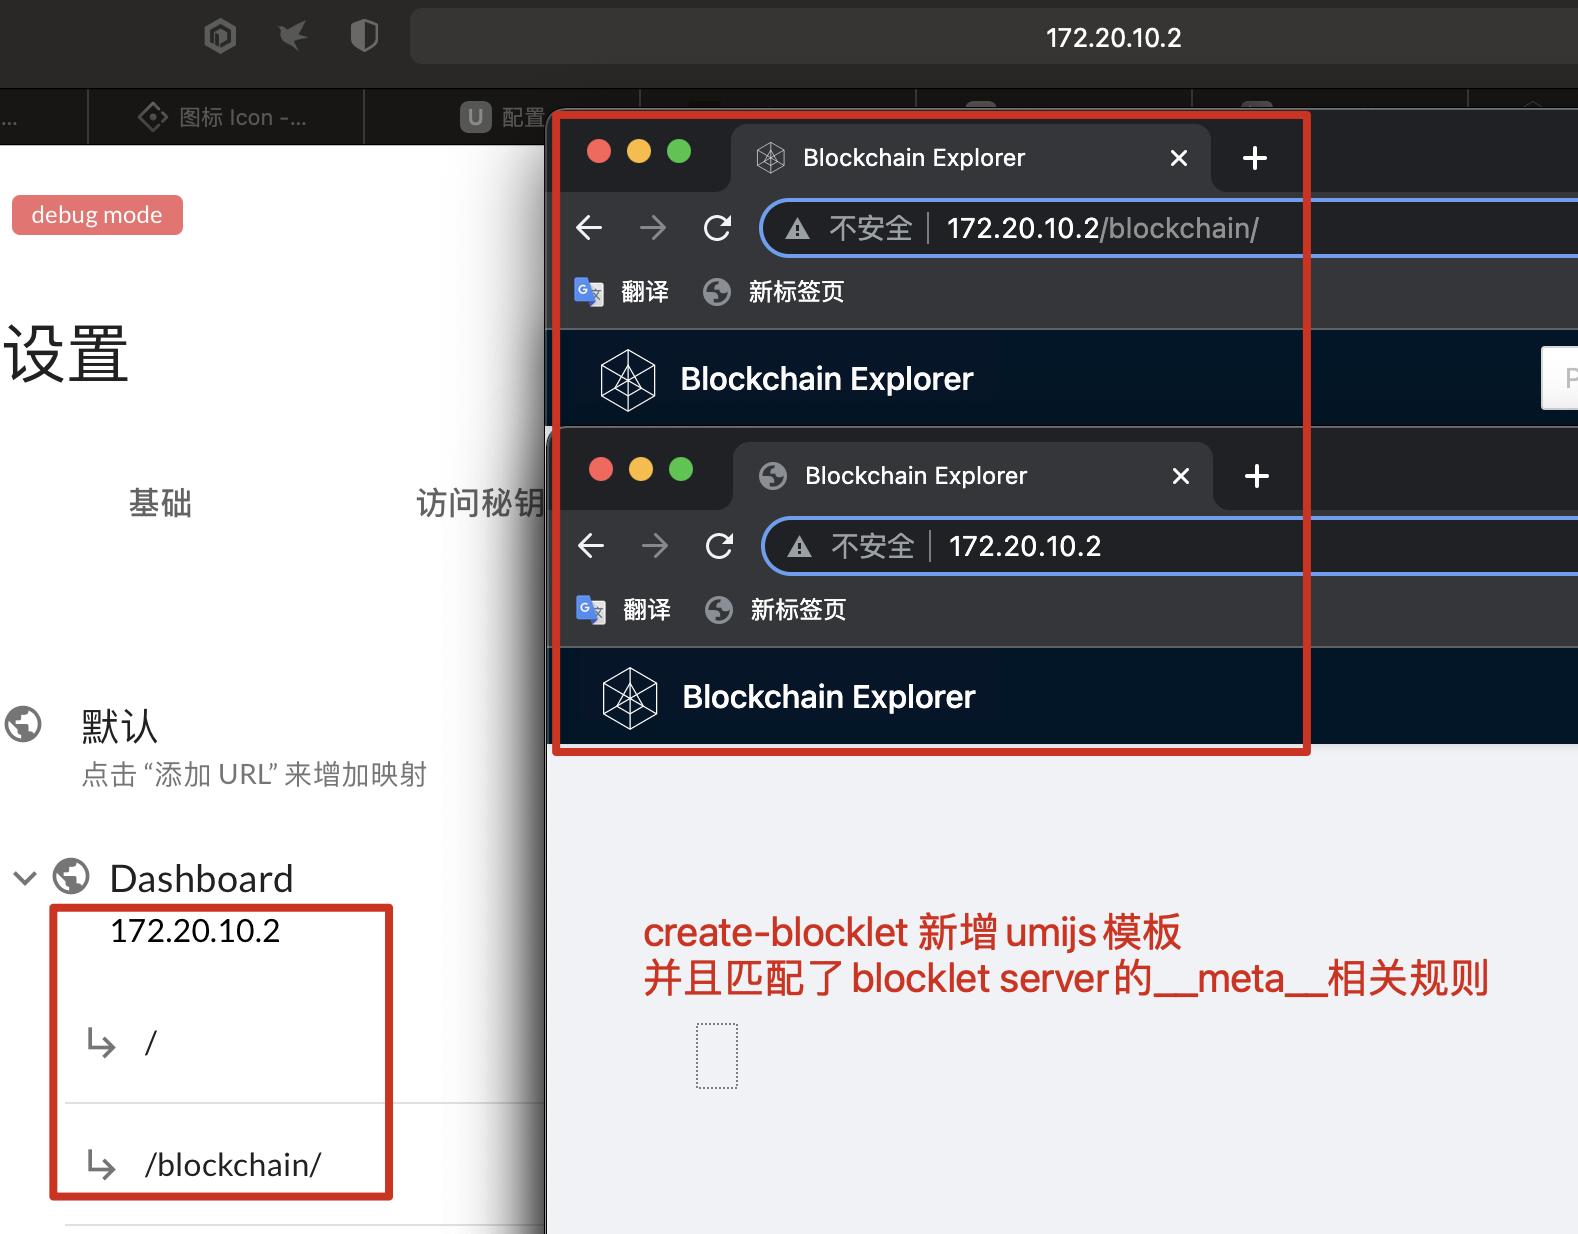 172.20.10.2
...
图标 Icon -...
U 配置
debug mode
设置
基础
访问秘钥
默认
点击 “添加 URL” 来增加映射
Dashboard
172.20.10.2
/
/blockchain/
Blockchain Explorer
不安全 172.20.10.2/blockchain/
翻译 新标签页
Blockchain Explorer
Blockchain Explorer
不安全 172.20.10.2
翻译 新标签页
Blockchain Explorer
create-blocklet 新增 umijs 模板
并且匹配了 blocklet server 的__meta__相关规则